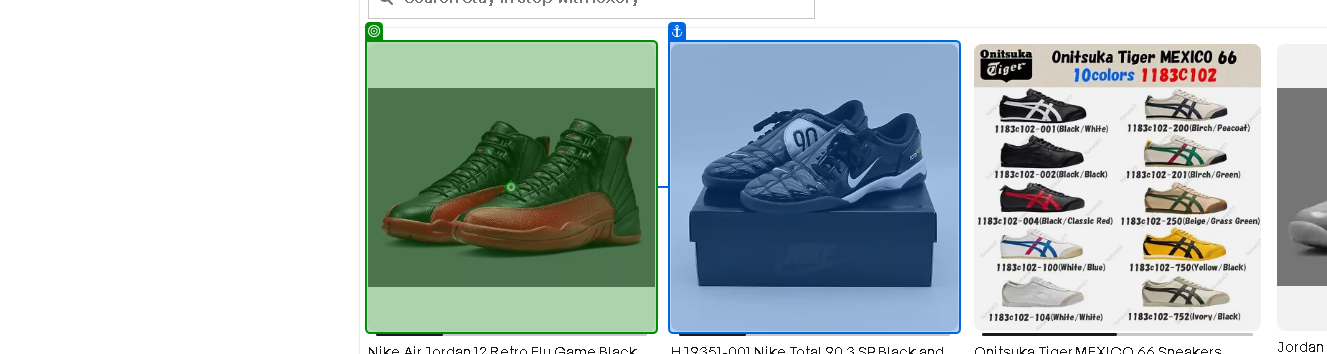 Search Stay in step with luxory
Onitsuka
Tiger
Onitsuka Tiger MEXICO 66
10colors 1183C102
1183c102-001(Black/White)
1183c102-200(Birch/Peacoat)
1183c102-002(Black/Black)
1183c102-201(Birch/Green)
1183c102-004(Black/Classic Red)
1183c102-250(Beige/Grass Green)
1183c102-100(White/Blue)
1183c102-750(Yellow/Black)
1183c102-104(White/White)
1183c102-752(Ivory/Black)
90
Nike Air Jordan 12 Retro Flu Game Black
HJ9351-001 Nike Total 90 3 SP Black and
Onitsuka Tiger MEXICO 66 Sneakers
Jordan